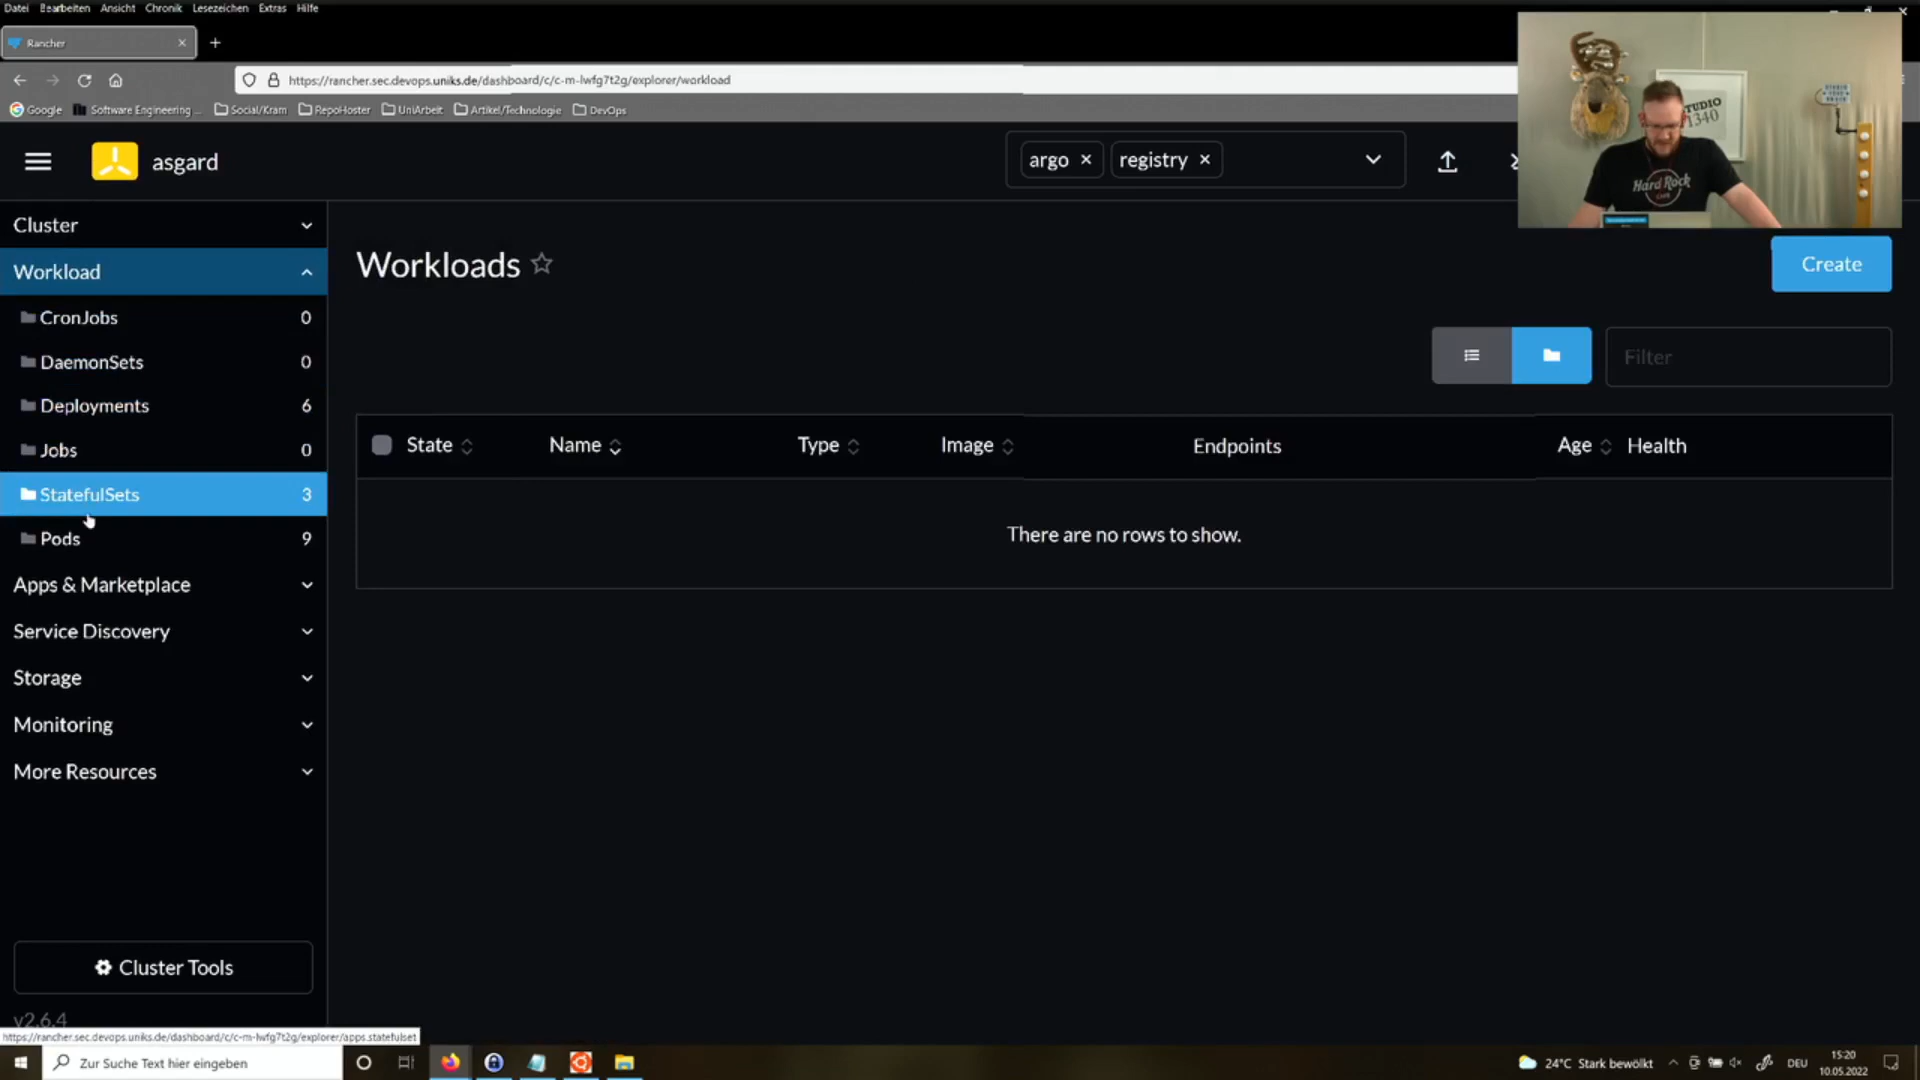 Datei Bearbeiten Ansicht Chronik Lesezeichen Extras Hilfe
Rancher
https://rancher.sec.devops.uniks.de/dashboard/c/c-m-lwfg7t2g/explorer/workload
Google Software Engineering ... Social/Kram RepoHoster UniArbeit Artikel/Technologie DevOps
asgard
argo
registry
STUDIO
1340
Hard Rock
Cluster
Workload
CronJobs 0
DaemonSets 0
Deployments 6
Jobs 0
StatefulSets 3
Pods 9
Apps & Marketplace
Service Discovery
Storage
Monitoring
More Resources
Cluster Tools
v2.6.4
Workloads
Create
Filter
State Name Type Image Endpoints Age Health
There are no rows to show.
https://rancher.sec.devops.uniks.de/dashboard/c/c-m-lwfg7t2g/explorer/apps.statefulset
Zur Suche Text hier eingeben
24°C Stark bewölkt
DEU
15:20
10.05.2022